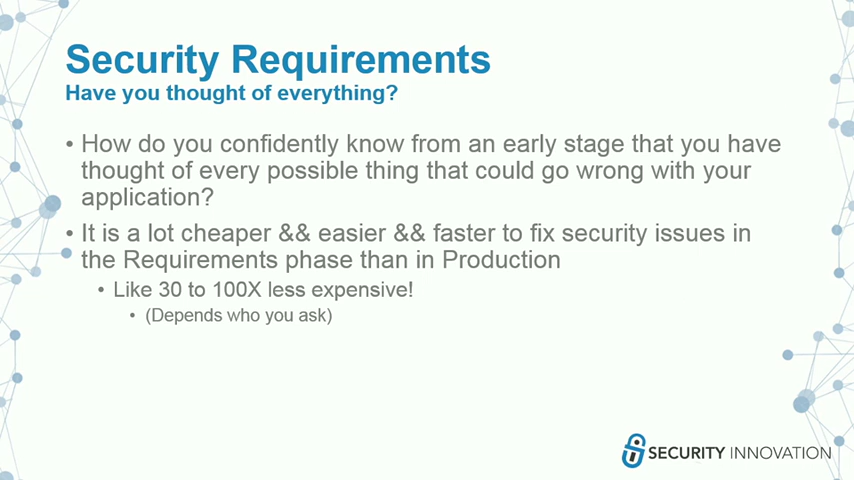 Security Requirements
Have you thought of everything?
• How do you confidently know from an early stage that you have
thought of every possible thing that could go wrong with your
application?
• It is a lot cheaper && easier && faster to fix security issues in
the Requirements phase than in Production
• Like 30 to 100X less expensive!
• (Depends who you ask)
SECURITY INNOVATION